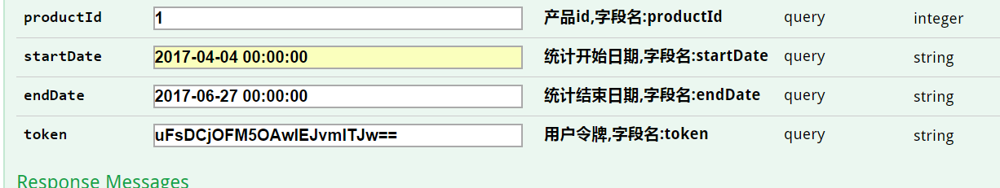 productId 1 产品id,字段名:productId query integer
startDate 2017-04-04 00:00:00 统计开始日期,字段名:startDate query string
endDate 2017-06-27 00:00:00 统计结束日期,字段名:endDate query string
token uFsDCjOFM5OAwIEJvmITJw== 用户令牌,字段名:token query string
Response Messages